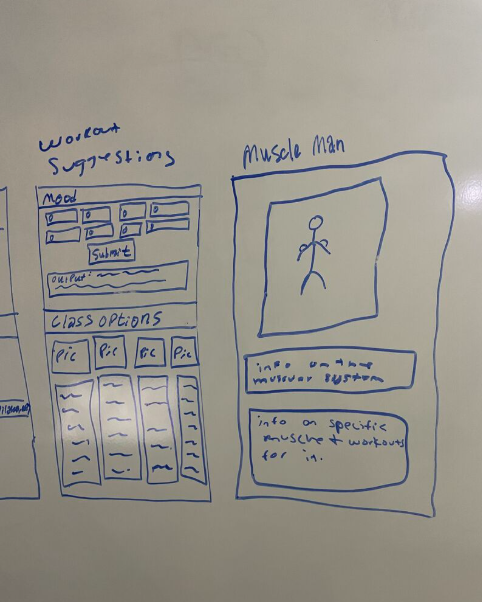 Workout
Suggestions
Mood
Submit
Output:
Class Options
Pic Pic Pic Pic
Muscle Man
info on the
muscular system
info on specific
muscle + workouts
for it.